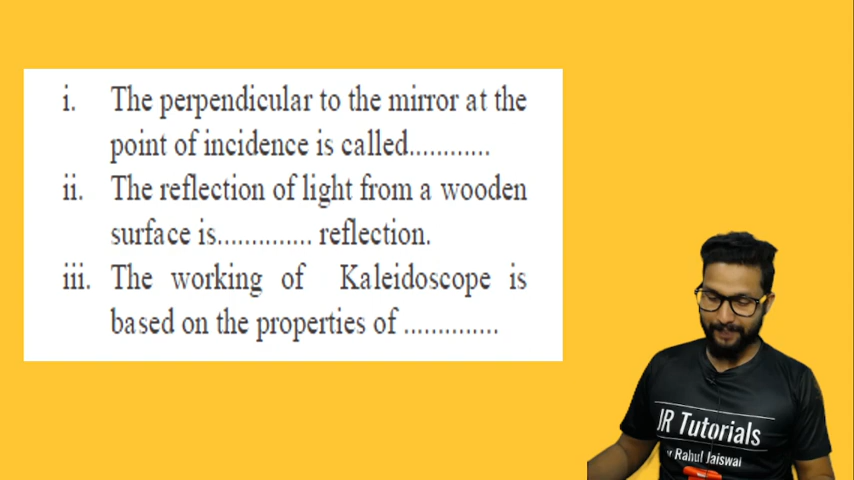 i. The perpendicular to the mirror at the
point of incidence is called............
ii. The reflection of light from a wooden
surface is.............. reflection.
iii. The working of Kaleidoscope is
based on the properties of ..............
JR Tutorials
Rahul Jaiswal